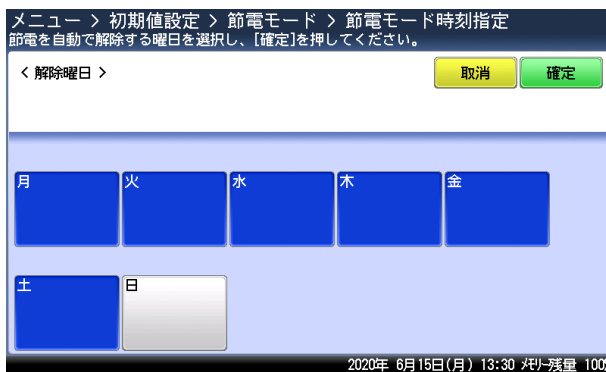 メニュー > 初期値設定 > 節電モード > 節電モード時刻指定
節電を自動で解除する曜日を選択し、[確定]を押してください。
< 解除曜日 > 取消 確定
月 火 水 木 金
土 日
2020年 6月15日(月) 13:30 メモリー残量 100